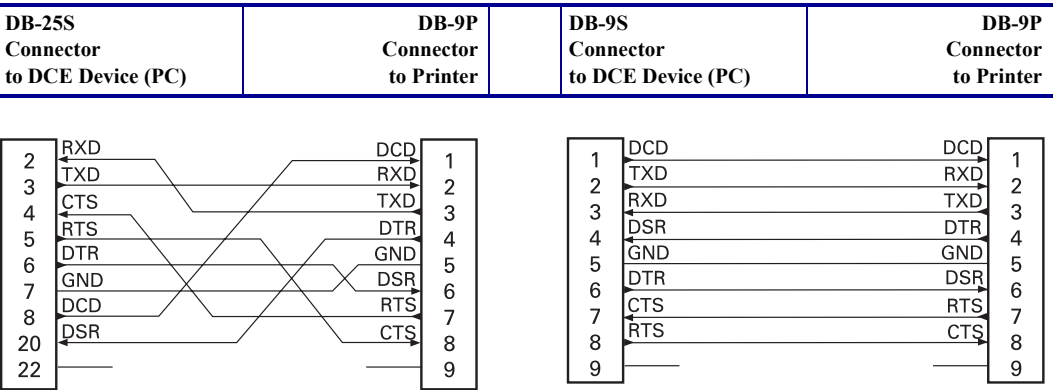 DB-25S
Connector
to DCE Device (PC)
DB-9P
Connector
to Printer
DB-9S
Connector
to DCE Device (PC)
DB-9P
Connector
to Printer
2 RXD DCD 1
3 TXD RXD 2
4 CTS TXD 3
5 RTS DTR 4
6 DTR GND 5
7 GND DSR 6
8 DCD RTS 7
20 DSR CTS 8
22 9
1 DCD DCD 1
2 TXD RXD 2
3 RXD TXD 3
4 DSR DTR 4
5 GND GND 5
6 DTR DSR 6
7 CTS RTS 7
8 RTS CTS 8
9 9